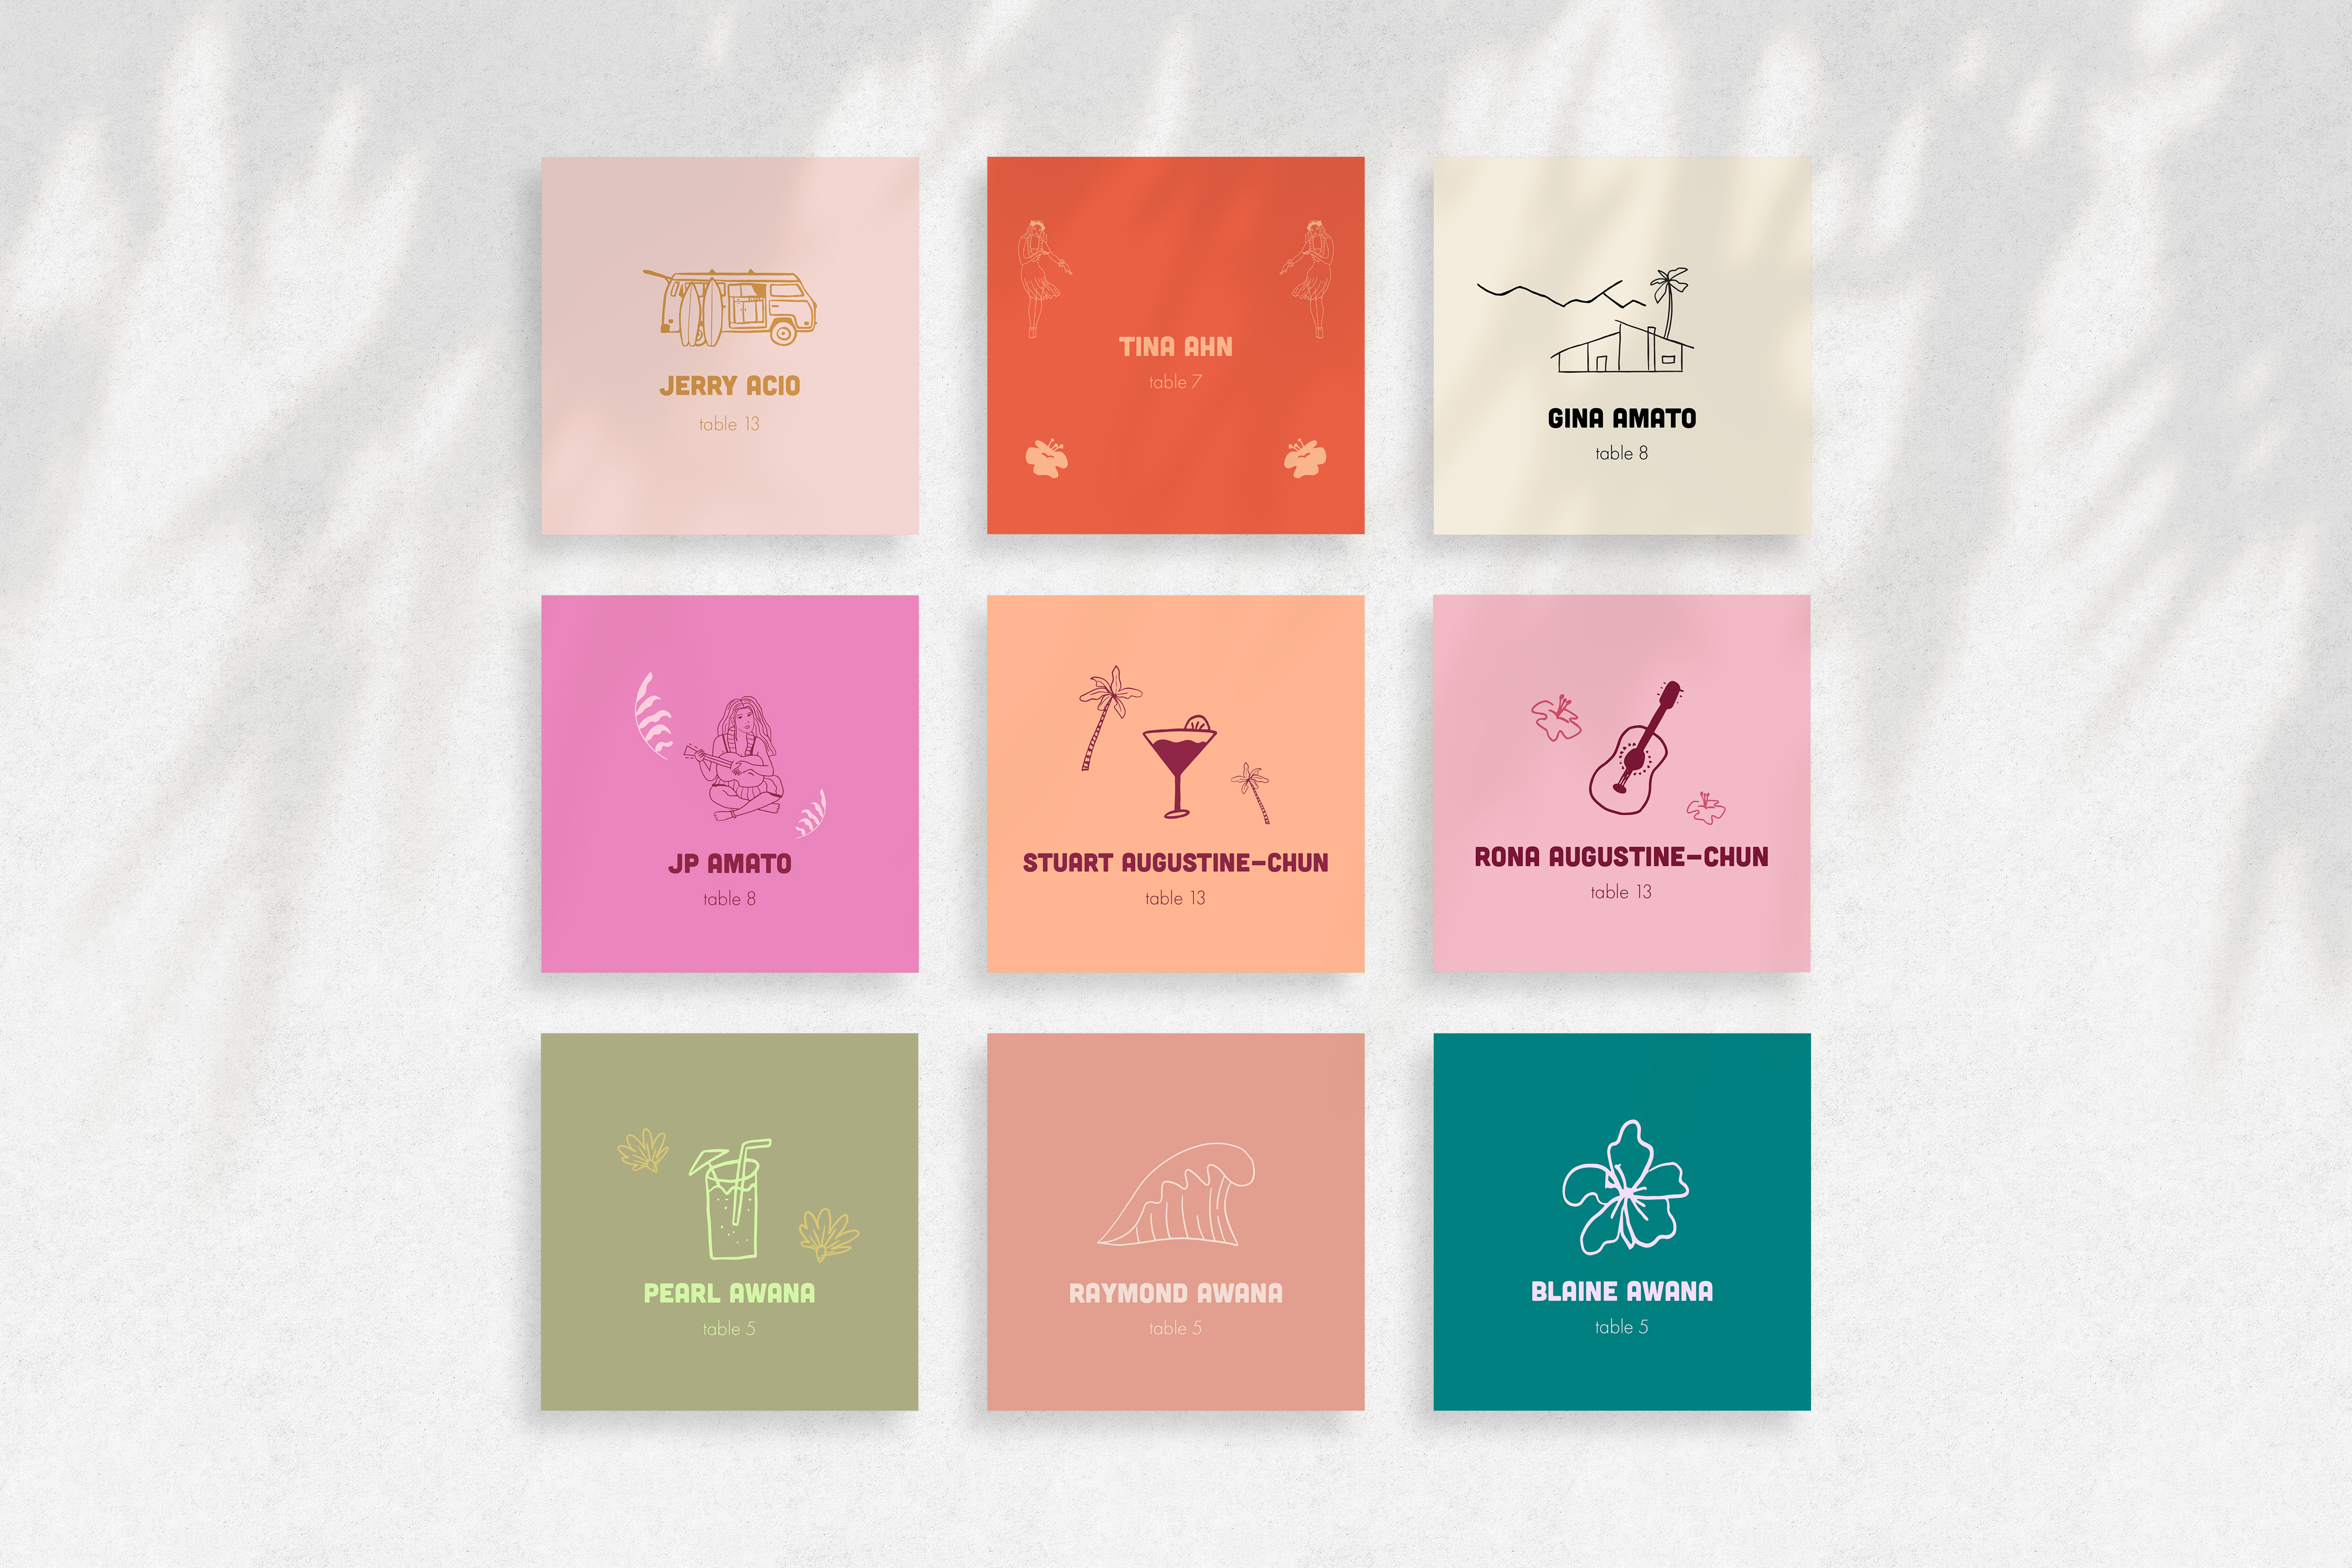 JERRY ACIO
table 13
TINA AHN
table 7
GINA AMATO
table 8
JP AMATO
table 8
STUART AUGUSTINE-CHUN
table 13
RONA AUGUSTINE-CHUN
table 13
PEARL AWANA
table 5
RAYMOND AWANA
table 5
BLAINE AWANA
table 5